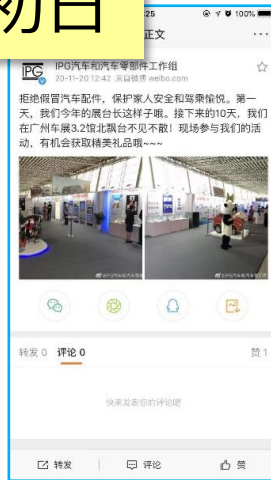 初日
25
100%
正文
IPG
IPG汽车和汽车零部件工作组
20-11-20 12:42 来自微博 weibo.com
拒绝假冒汽车配件，保护家人安全和驾乘愉悦。第一
天，我们今年的展台长这样子哦。接下来的10天，我们
在广州车展3.2馆北飘台不见不散！现场参与我们的活
动，有机会获取精美礼品哦~~~
转发 0 评论 0 赞 1
快来发表你的评论吧
转发 评论 赞